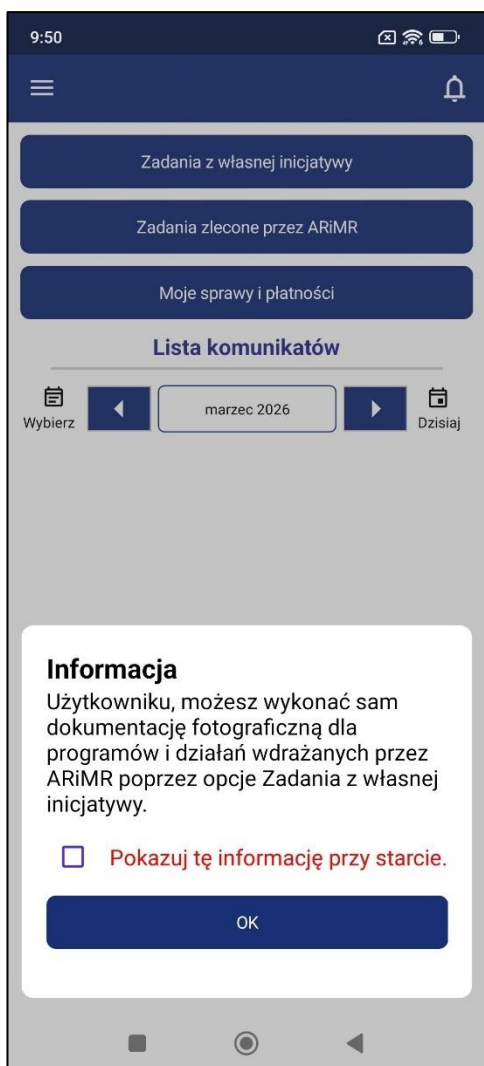 9:50
Zadania z własnej inicjatywy
Zadania zlecone przez ARiMR
Moje sprawy i płatności
Lista komunikatów
Wybierz
marzec 2026
Dzisiaj
Informacja
Użytkowniku, możesz wykonać sam
dokumentację fotograficzną dla
programów i działań wdrażanych przez
ARiMR poprzez opcje Zadania z własnej
inicjatywy.
Pokazuj tę informację przy starcie.
OK